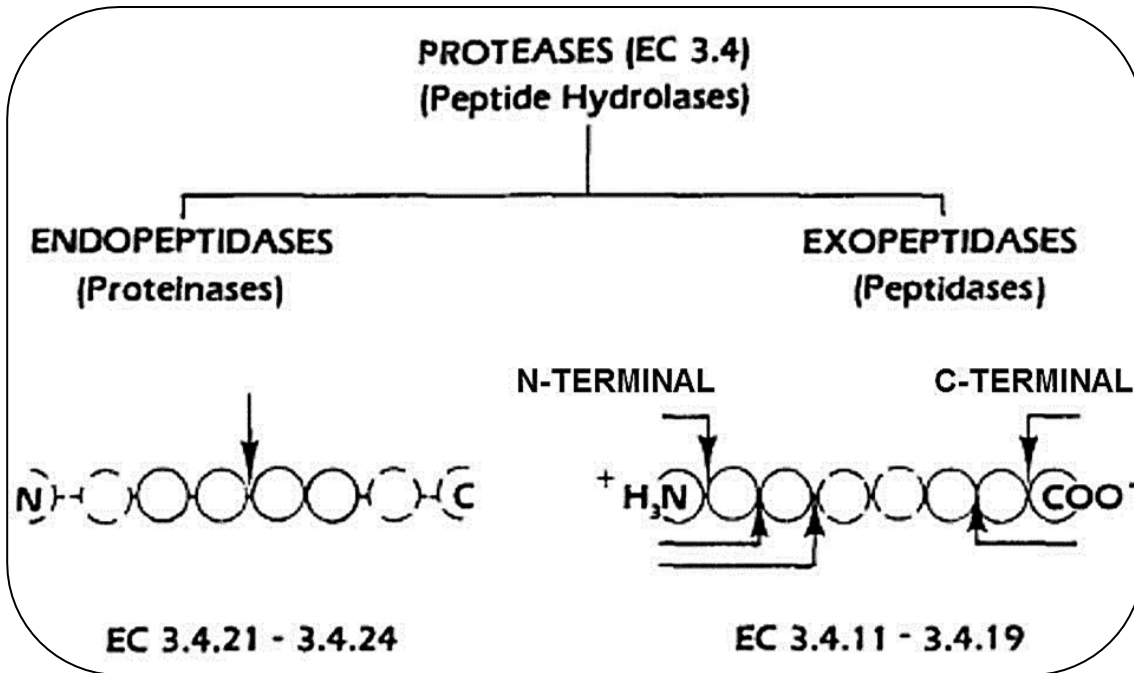 PROTEASES (EC 3.4)
(Peptide Hydrolases)
ENDOPEPTIDASES
(Proteinases)
EXOPEPTIDASES
(Peptidases)
N-TERMINAL
C-TERMINAL
N
C
+
H₃N
COO⁻
EC 3.4.21 - 3.4.24
EC 3.4.11 - 3.4.19